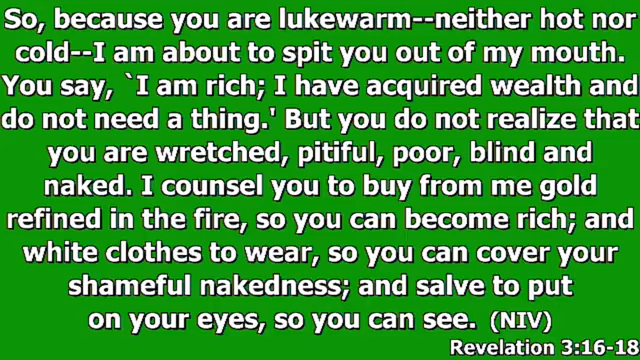 So, because you are lukewarm--neither hot nor
cold--I am about to spit you out of my mouth.
You say, `I am rich; I have acquired wealth and
do not need a thing.' But you do not realize that
you are wretched, pitiful, poor, blind and
naked. I counsel you to buy from me gold
refined in the fire, so you can become rich; and
white clothes to wear, so you can cover your
shameful nakedness; and salve to put
on your eyes, so you can see. (NIV)
Revelation 3:16-18